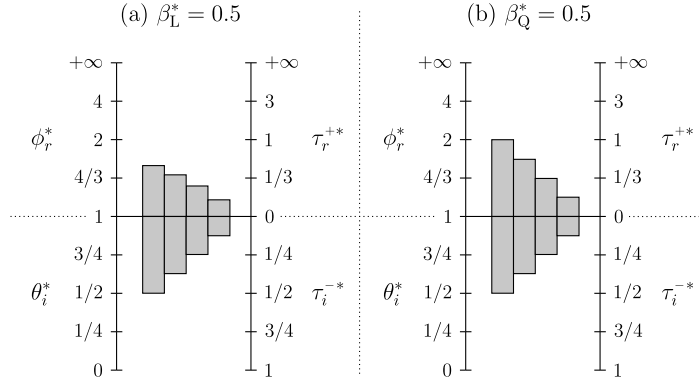 (a) β*_L = 0.5
(b) β*_Q = 0.5
+∞ +∞ +∞ +∞
4 3 4 3
φ*_r 2 1 τ_r^{+*} φ*_r 2 1 τ_r^{+*}
4/3 1/3 4/3 1/3
1 0 1 0
3/4 1/4 3/4 1/4
θ*_i 1/2 1/2 τ_i^{−*} θ*_i 1/2 1/2 τ_i^{−*}
1/4 3/4 1/4 3/4
0 1 0 1